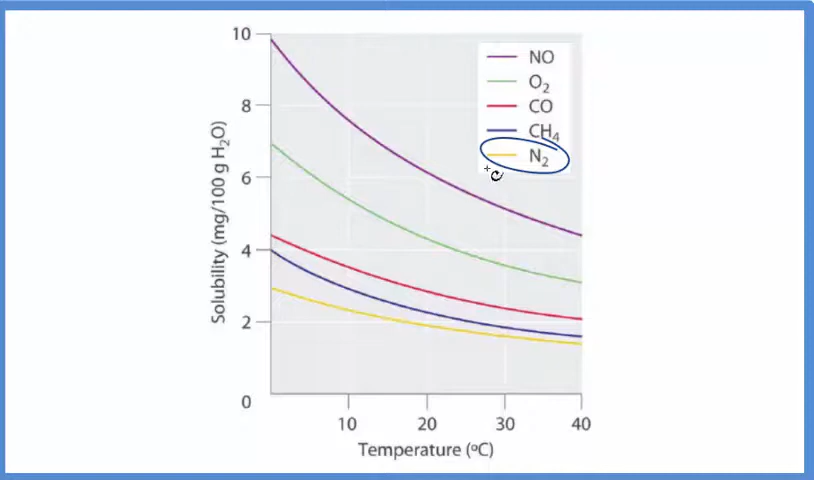 10
8
6
4
2
0
Solubility (mg/100 g H₂O)
NO
O₂
CO
CH₄
N₂
10 20 30 40
Temperature (ºC)